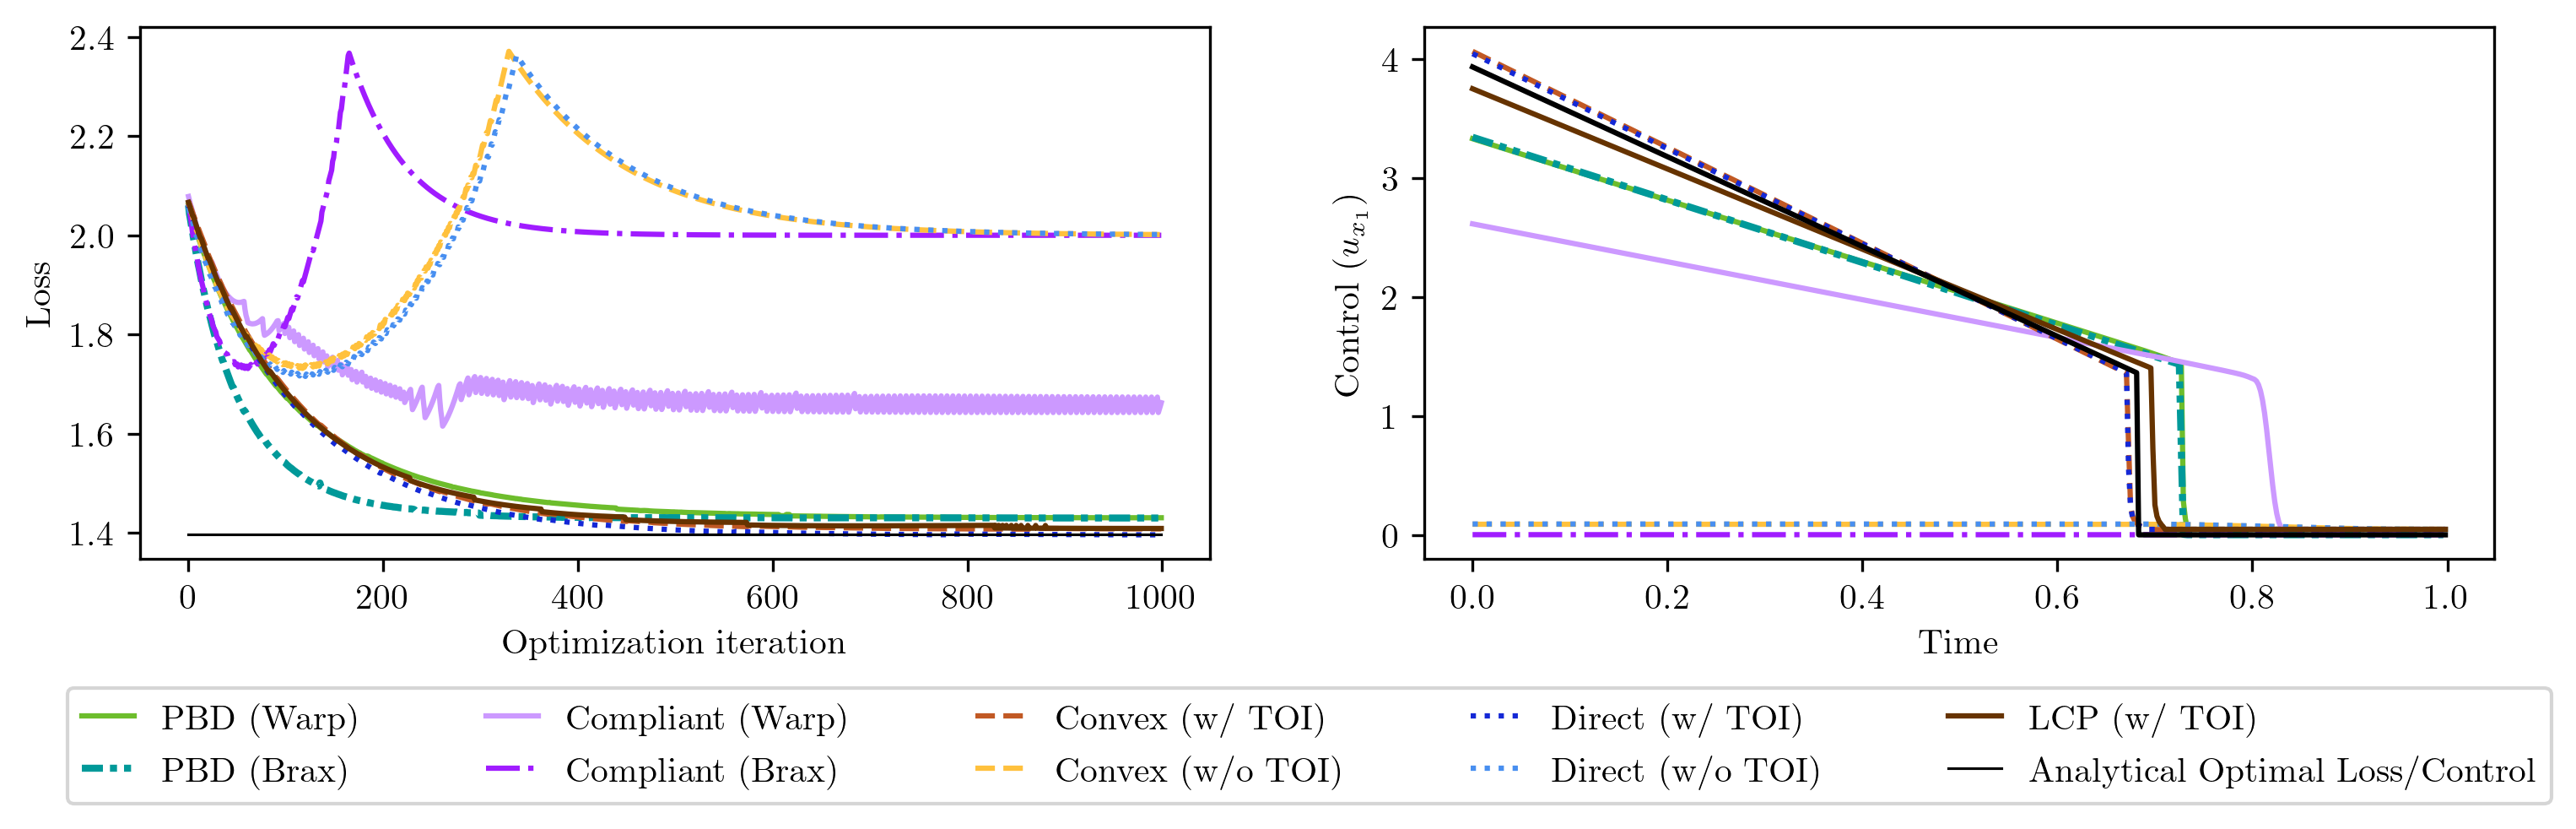 2.4
2.2
2.0
1.8
1.6
1.4
Loss
0 200 400 600 800 1000
Optimization iteration
4
3
2
1
0
Control (u_{x_1})
0.0 0.2 0.4 0.6 0.8 1.0
Time
PBD (Warp) Compliant (Warp) Convex (w/ TOI) Direct (w/ TOI) LCP (w/ TOI)
PBD (Brax) Compliant (Brax) Convex (w/o TOI) Direct (w/o TOI) Analytical Optimal Loss/Control